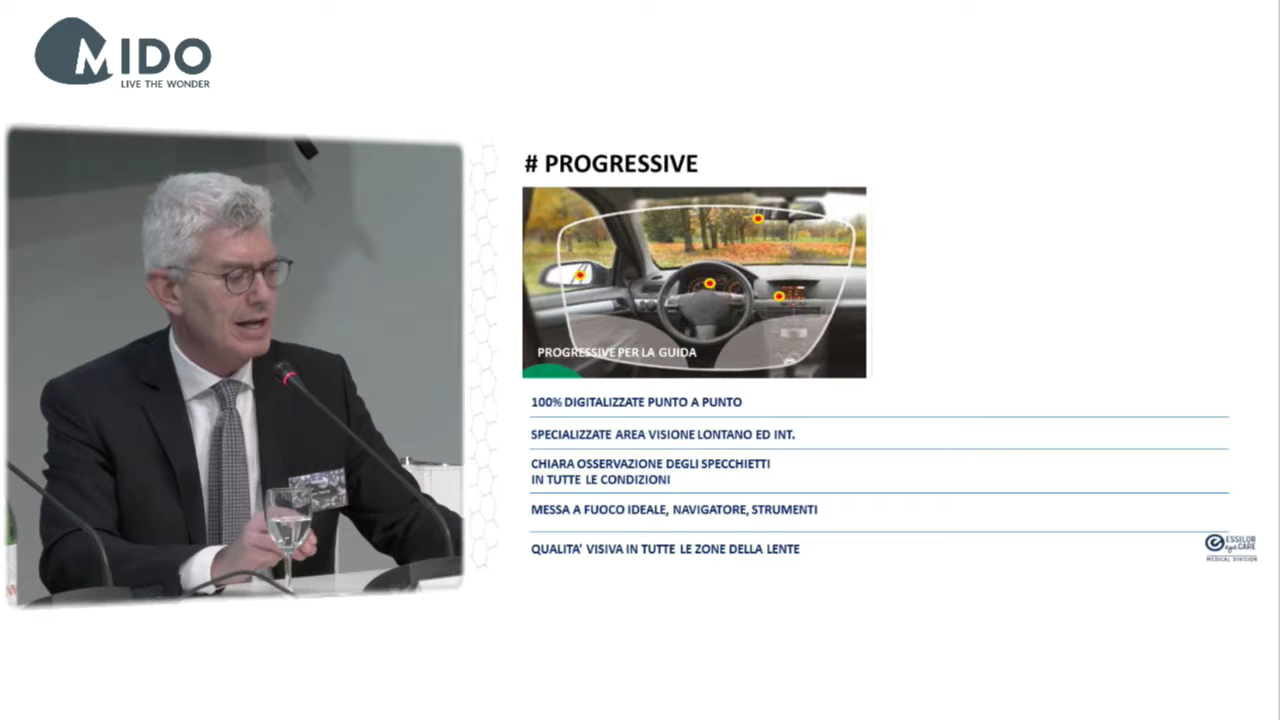 MIDO
LIVE THE WONDER
# PROGRESSIVE
PROGRESSIVE PER LA GUIDA
100% DIGITALIZZATE PUNTO A PUNTO
SPECIALIZZATE AREA VISIONE LONTANO ED INT.
CHIARA OSSERVAZIONE DEGLI SPECCHIETTI
IN TUTTE LE CONDIZIONI
MESSA A FUOCO IDEALE, NAVIGATORE, STRUMENTI
QUALITA’ VISIVA IN TUTTE LE ZONE DELLA LENTE
ESSILOR
eyeCARE
MEDICAL DIVISION